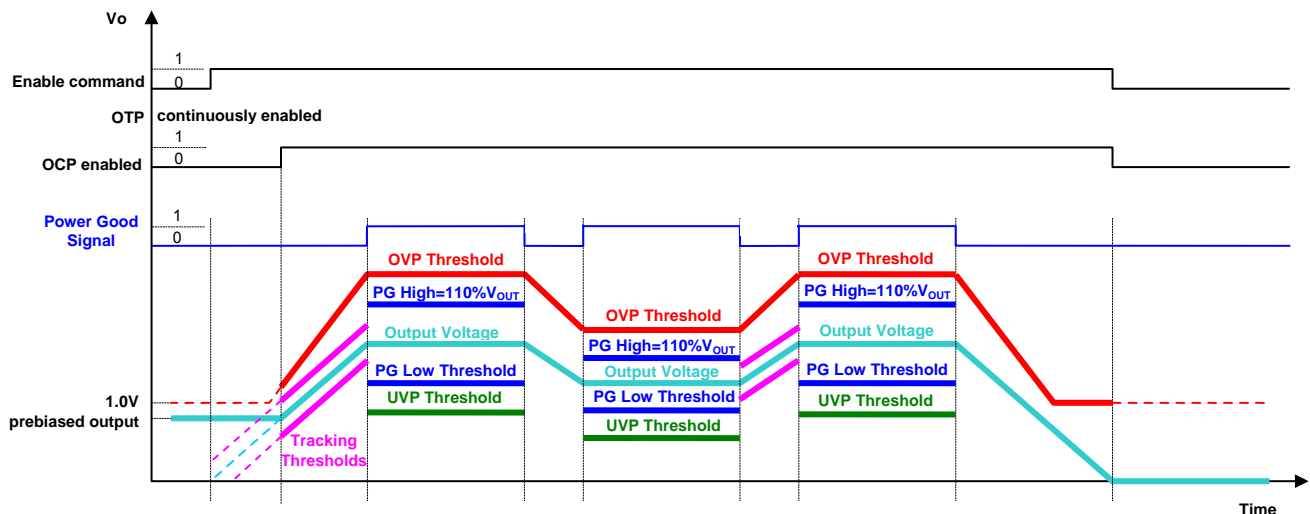 Vo
1
Enable command
0
OTP continuously enabled
1
OCP enabled
0
Power Good
Signal
1
0
OVP Threshold
PG High=110%VOUT
Output Voltage
PG Low Threshold
UVP Threshold
OVP Threshold
PG High=110%VOUT
Output Voltage
PG Low Threshold
UVP Threshold
OVP Threshold
PG High=110%VOUT
Output Voltage
PG Low Threshold
UVP Threshold
1.0V
prebiased output
Tracking
Thresholds
Time